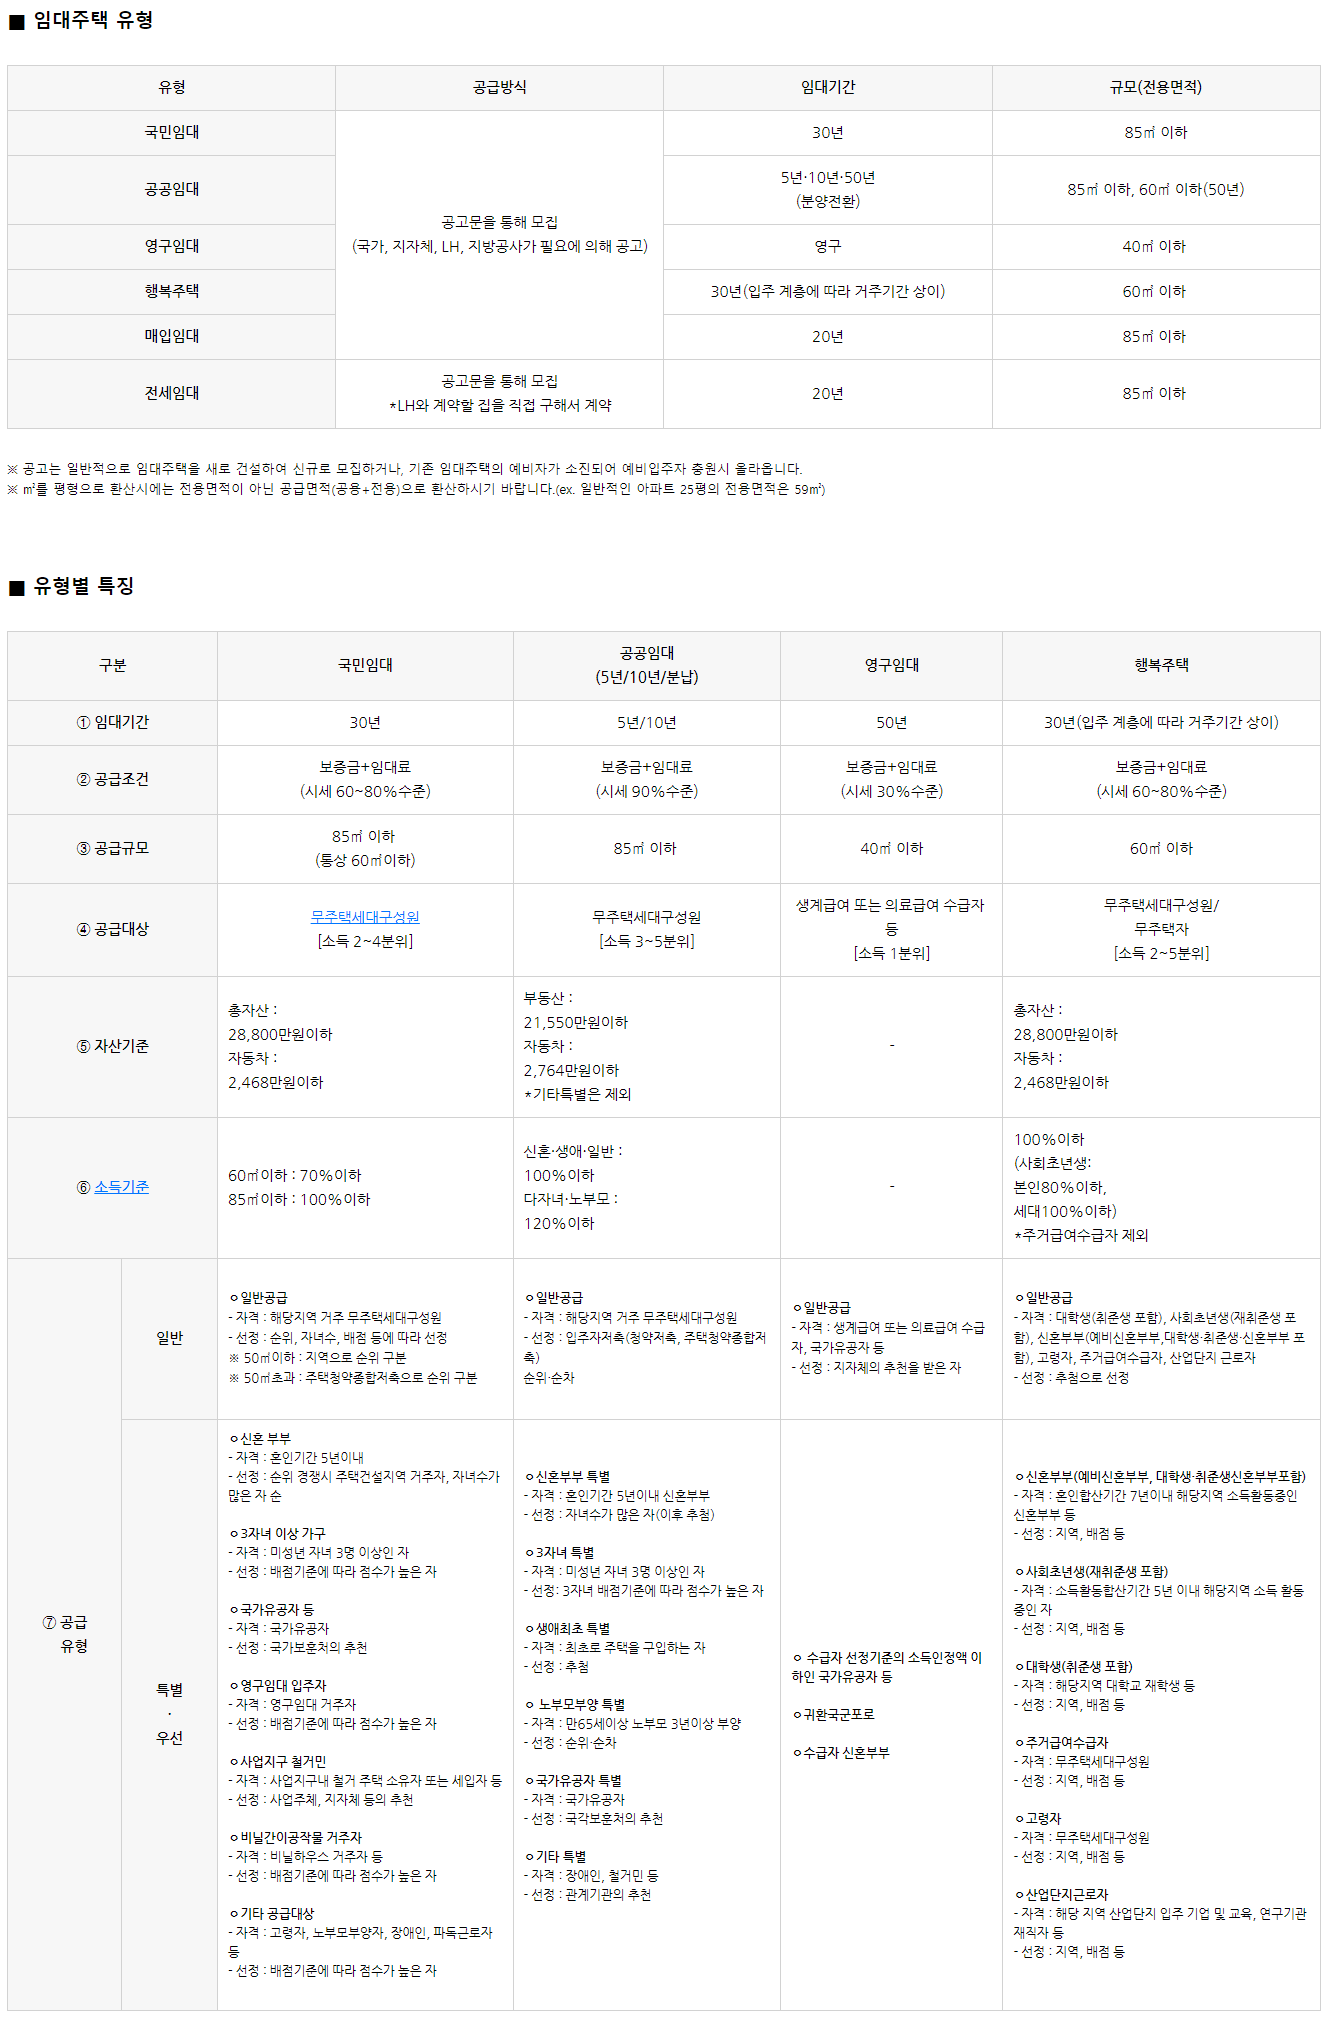 ■ 임대주택 유형
유형 공급방식 임대기간 규모(전용면적)
국민임대 30년 85㎡ 이하
공공임대 5년·10년·50년
(분양전환) 85㎡ 이하, 60㎡ 이하(50년)
공고문을 통해 모집
(국가, 지자체, LH, 지방공사가 필요에 의해 공고)
영구임대 영구 40㎡ 이하
행복주택 30년(입주 계층에 따라 거주기간 상이) 60㎡ 이하
매입임대 20년 85㎡ 이하
전세임대 공고문을 통해 모집
*LH와 계약할 집을 직접 구해서 계약 20년 85㎡ 이하
※ 공고는 일반적으로 임대주택을 새로 건설하여 신규로 모집하거나, 기존 임대주택의 예비자가 소진되어 예비입주자 충원시 올라옵니다.
※ ㎡를 평형으로 환산시에는 전용면적이 아닌 공급면적(공용+전용)으로 환산하시기 바랍니다.(ex. 일반적인 아파트 25평의 전용면적은 59㎡)
■ 유형별 특징
구분 국민임대 공공임대
(5년/10년/분납) 영구임대 행복주택
① 임대기간 30년 5년/10년 50년 30년(입주 계층에 따라 거주기간 상이)
② 공급조건
보증금+임대료
(시세 60~80%수준)
보증금+임대료
(시세 90%수준)
보증금+임대료
(시세 30%수준)
보증금+임대료
(시세 60~80%수준)
③ 공급규모
85㎡ 이하
(통상 60㎡이하)
85㎡ 이하
40㎡ 이하
60㎡ 이하
④ 공급대상
무주택세대구성원
[소득 2~4분위]
무주택세대구성원
[소득 3~5분위]
생계급여 또는 의료급여 수급자
등
[소득 1분위]
무주택세대구성원/
무주택자
[소득 2~5분위]
⑤ 자산기준
총자산 :
28,800만원이하
자동차 :
2,468만원이하
부동산 :
21,550만원이하
자동차 :
2,764만원이하
*기타특별은 제외
-
총자산 :
28,800만원이하
자동차 :
2,468만원이하
⑥ 소득기준
60㎡이하 : 70%이하
85㎡이하 : 100%이하
신혼·생애·일반 :
100%이하
다자녀·노부모 :
120%이하
-
100%이하
(사회초년생:
본인80%이하,
세대100%이하)
*주거급여수급자 제외
⑦ 공급
유형
일반
ㅇ일반공급
- 자격 : 해당지역 거주 무주택세대구성원
- 선정 : 순위, 자녀수, 배점 등에 따라 선정
※ 50㎡이하 : 지역으로 순위 구분
※ 50㎡초과 : 주택청약종합저축으로 순위 구분
ㅇ일반공급
- 자격 : 해당지역 거주 무주택세대구성원
- 선정 : 입주자저축(청약저축, 주택청약종합저
축)
순위·순차
ㅇ일반공급
- 자격 : 생계급여 또는 의료급여 수급
자, 국가유공자 등
- 선정 : 지자체의 추천을 받은 자
ㅇ일반공급
- 자격 : 대학생(취준생 포함), 사회초년생(재취준생 포
함), 신혼부부(예비신혼부부,대학생·취준생·신혼부부 포
함), 고령자, 주거급여수급자, 산업단지 근로자
- 선정 : 추첨으로 선정
특별
·
우선
ㅇ신혼 부부
- 자격 : 혼인기간 5년이내
- 선정 : 순위 경쟁시 주택건설지역 거주자, 자녀수가
많은 자 순
ㅇ3자녀 이상 가구
- 자격 : 미성년 자녀 3명 이상인 자
- 선정 : 배점기준에 따라 점수가 높은 자
ㅇ국가유공자 등
- 자격 : 국가유공자
- 선정 : 국가보훈처의 추천
ㅇ영구임대 입주자
- 자격 : 영구임대 거주자
- 선정 : 배점기준에 따라 점수가 높은 자
ㅇ사업지구 철거민
- 자격 : 사업지구내 철거 주택 소유자 또는 세입자 등
- 선정 : 사업주체, 지자체 등의 추천
ㅇ비닐간이공작물 거주자
- 자격 : 비닐하우스 거주자 등
- 선정 : 배점기준에 따라 점수가 높은 자
ㅇ기타 공급대상
- 자격 : 고령자, 노부모부양자, 장애인, 파독근로자
등
- 선정 : 배점기준에 따라 점수가 높은 자
ㅇ신혼부부 특별
- 자격 : 혼인기간 5년이내 신혼부부
- 선정 : 자녀수가 많은 자(이후 추첨)
ㅇ3자녀 특별
- 자격 : 미성년 자녀 3명 이상인 자
- 선정: 3자녀 배점기준에 따라 점수가 높은 자
ㅇ생애최초 특별
- 자격 : 최초로 주택을 구입하는 자
- 선정 : 추첨
ㅇ 노부모부양 특별
- 자격 : 만65세이상 노부모 3년이상 부양
- 선정 : 순위·순차
ㅇ국가유공자 특별
- 자격 : 국가유공자
- 선정 : 국각보훈처의 추천
ㅇ기타 특별
- 자격 : 장애인, 철거민 등
- 선정 : 관계기관의 추천
ㅇ 수급자 선정기준의 소득인정액 이
하인 국가유공자 등
ㅇ귀환국군포로
ㅇ수급자 신혼부부
ㅇ신혼부부(예비신혼부부, 대학생·취준생신혼부부포함)
- 자격 : 혼인합산기간 7년이내 해당지역 소득활동중인
신혼부부 등
- 선정 : 지역, 배점 등
ㅇ사회초년생(재취준생 포함)
- 자격 : 소득활동합산기간 5년 이내 해당지역 소득 활동
중인 자
- 선정 : 지역, 배점 등
ㅇ대학생(취준생 포함)
- 자격 : 해당지역 대학교 재학생 등
- 선정 : 지역, 배점 등
ㅇ주거급여수급자
- 자격 : 무주택세대구성원
- 선정 : 지역, 배점 등
ㅇ고령자
- 자격 : 무주택세대구성원
- 선정 : 지역, 배점 등
ㅇ산업단지근로자
- 자격 : 해당 지역 산업단지 입주 기업 및 교육, 연구기관
재직자 등
- 선정 : 지역, 배점 등